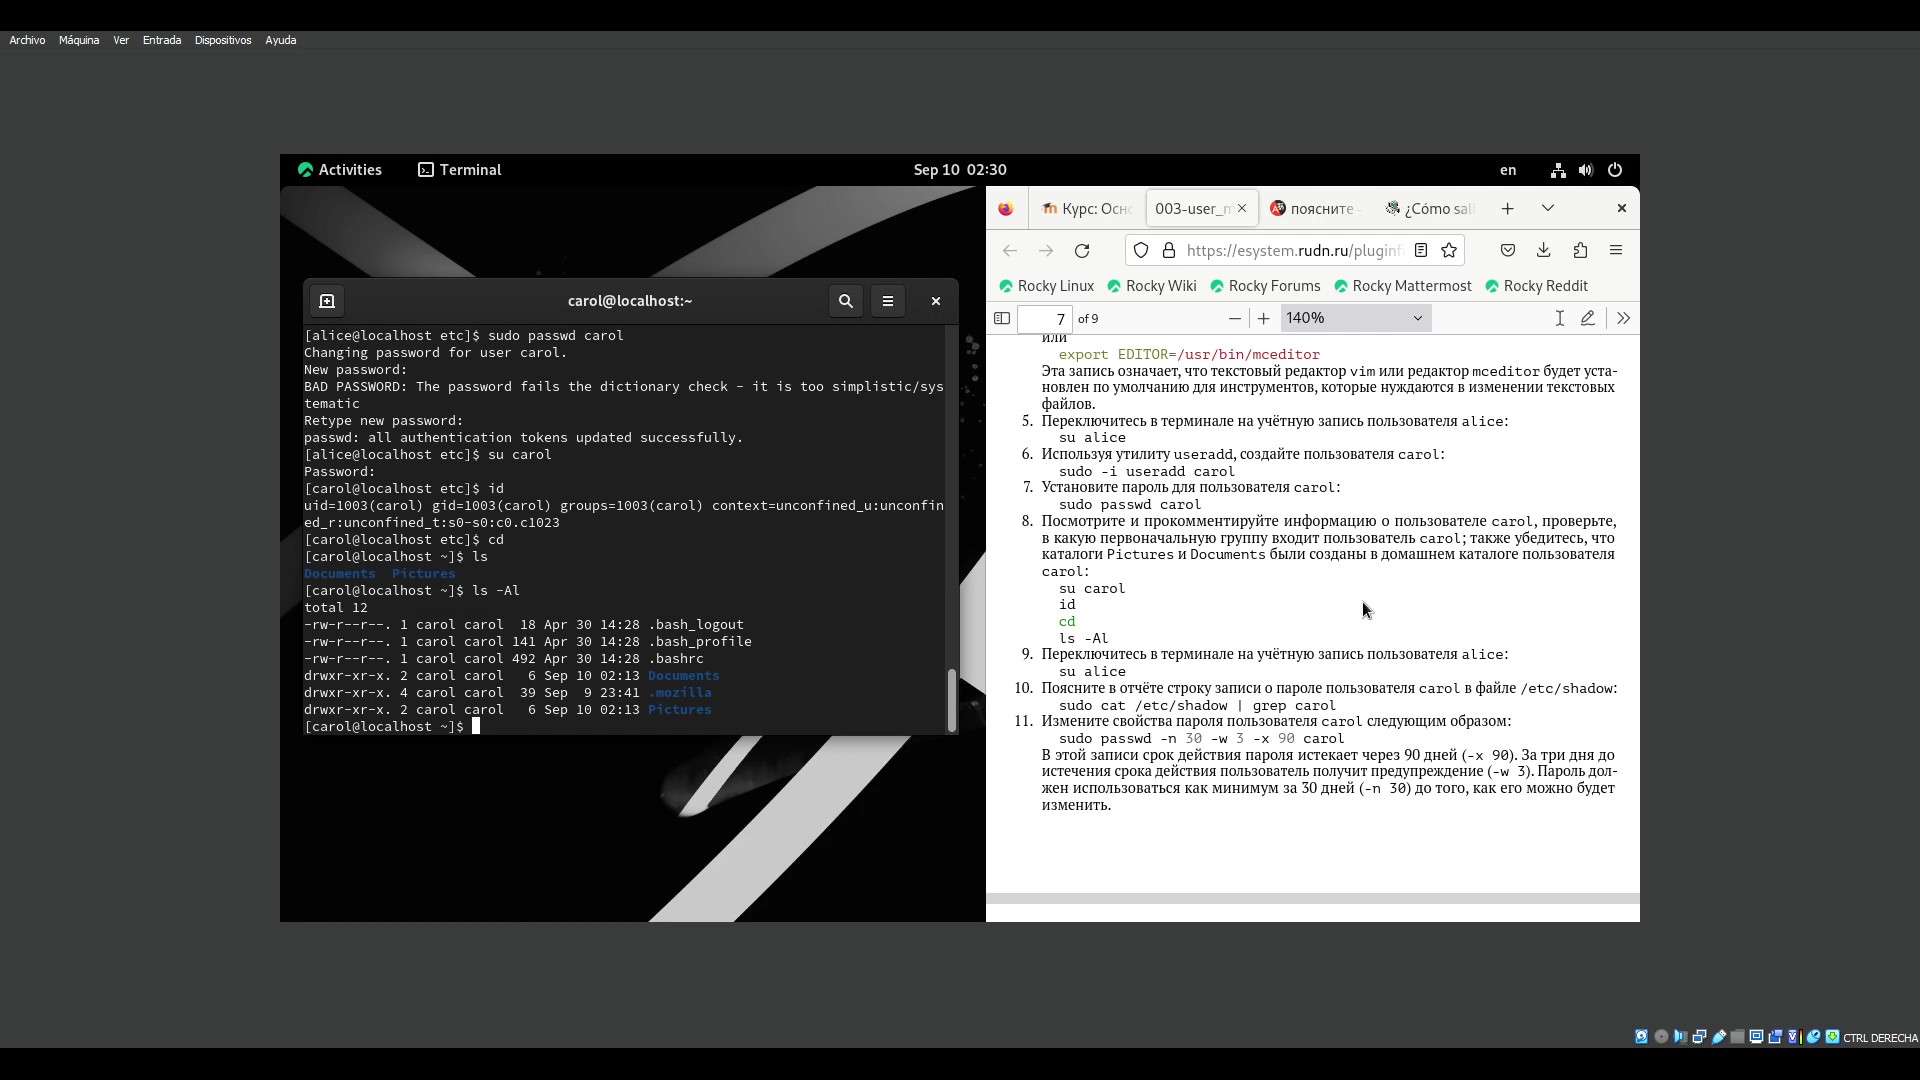 Archivo Máquina Ver Entrada Dispositivos Ayuda
Activities Terminal Sep 10 02:30 en
carol@localhost:~
[alice@localhost etc]$ sudo passwd carol
Changing password for user carol.
New password:
BAD PASSWORD: The password fails the dictionary check - it is too simplistic/sys
tematic
Retype new password:
passwd: all authentication tokens updated successfully.
[alice@localhost etc]$ su carol
Password:
[carol@localhost etc]$ id
uid=1003(carol) gid=1003(carol) groups=1003(carol) context=unconfined_u:unconfin
ed_r:unconfined_t:s0-s0:c0.c1023
[carol@localhost etc]$ cd
[carol@localhost ~]$ ls
Documents Pictures
[carol@localhost ~]$ ls -Al
total 12
-rw-r--r--. 1 carol carol 18 Apr 30 14:28 .bash_logout
-rw-r--r--. 1 carol carol 141 Apr 30 14:28 .bash_profile
-rw-r--r--. 1 carol carol 492 Apr 30 14:28 .bashrc
drwxr-xr-x. 2 carol carol 6 Sep 10 02:13 Documents
drwxr-xr-x. 4 carol carol 39 Sep 9 23:41 .mozilla
drwxr-xr-x. 2 carol carol 6 Sep 10 02:13 Pictures
[carol@localhost ~]$
Курс: Осно 003-user_m поясните - ¿Cómo sali
https://esystem.rudn.ru/pluginf
Rocky Linux Rocky Wiki Rocky Forums Rocky Mattermost Rocky Reddit
7 of 9 140%
или
export EDITOR=/usr/bin/mceditor
Эта запись означает, что текстовый редактор vim или редактор mceditor будет уста-
новлен по умолчанию для инструментов, которые нуждаются в изменении текстовых
файлов.
5. Переключитесь в терминале на учётную запись пользователя alice:
su alice
6. Используя утилиту useradd, создайте пользователя carol:
sudo -i useradd carol
7. Установите пароль для пользователя carol:
sudo passwd carol
8. Посмотрите и прокомментируйте информацию о пользователе carol, проверьте,
в какую первоначальную группу входит пользователь carol; также убедитесь, что
каталоги Pictures и Documents были созданы в домашнем каталоге пользователя
carol:
su carol
id
cd
ls -Al
9. Переключитесь в терминале на учётную запись пользователя alice:
su alice
10. Поясните в отчёте строку записи о пароле пользователя carol в файле /etc/shadow:
sudo cat /etc/shadow | grep carol
11. Измените свойства пароля пользователя carol следующим образом:
sudo passwd -n 30 -w 3 -x 90 carol
В этой записи срок действия пароля истекает через 90 дней (-x 90). За три дня до
истечения срока действия пользователь получит предупреждение (-w 3). Пароль дол-
жен использоваться как минимум за 30 дней (-n 30) до того, как его можно будет
изменить.
CTRL DERECHA